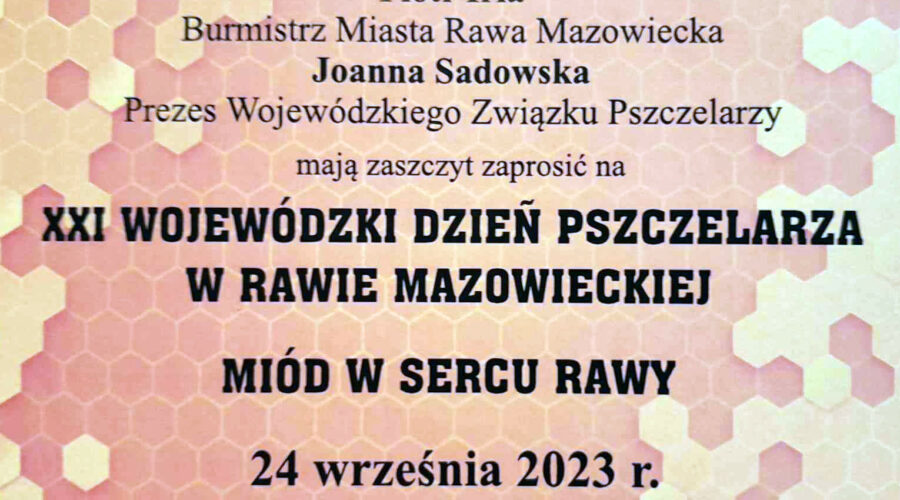 Burmistrz Miasta Rawa Mazowiecka
Joanna Sadowska
Prezes Wojewódzkiego Związku Pszczelarzy
mają zaszczyt zaprosić na
XXI WOJEWÓDZKI DZIEÑ PSZCZELARZA
W RAWIE MAZOWIECKIEJ
MIÓD W SERCU RAWY
24 września 2023 r.